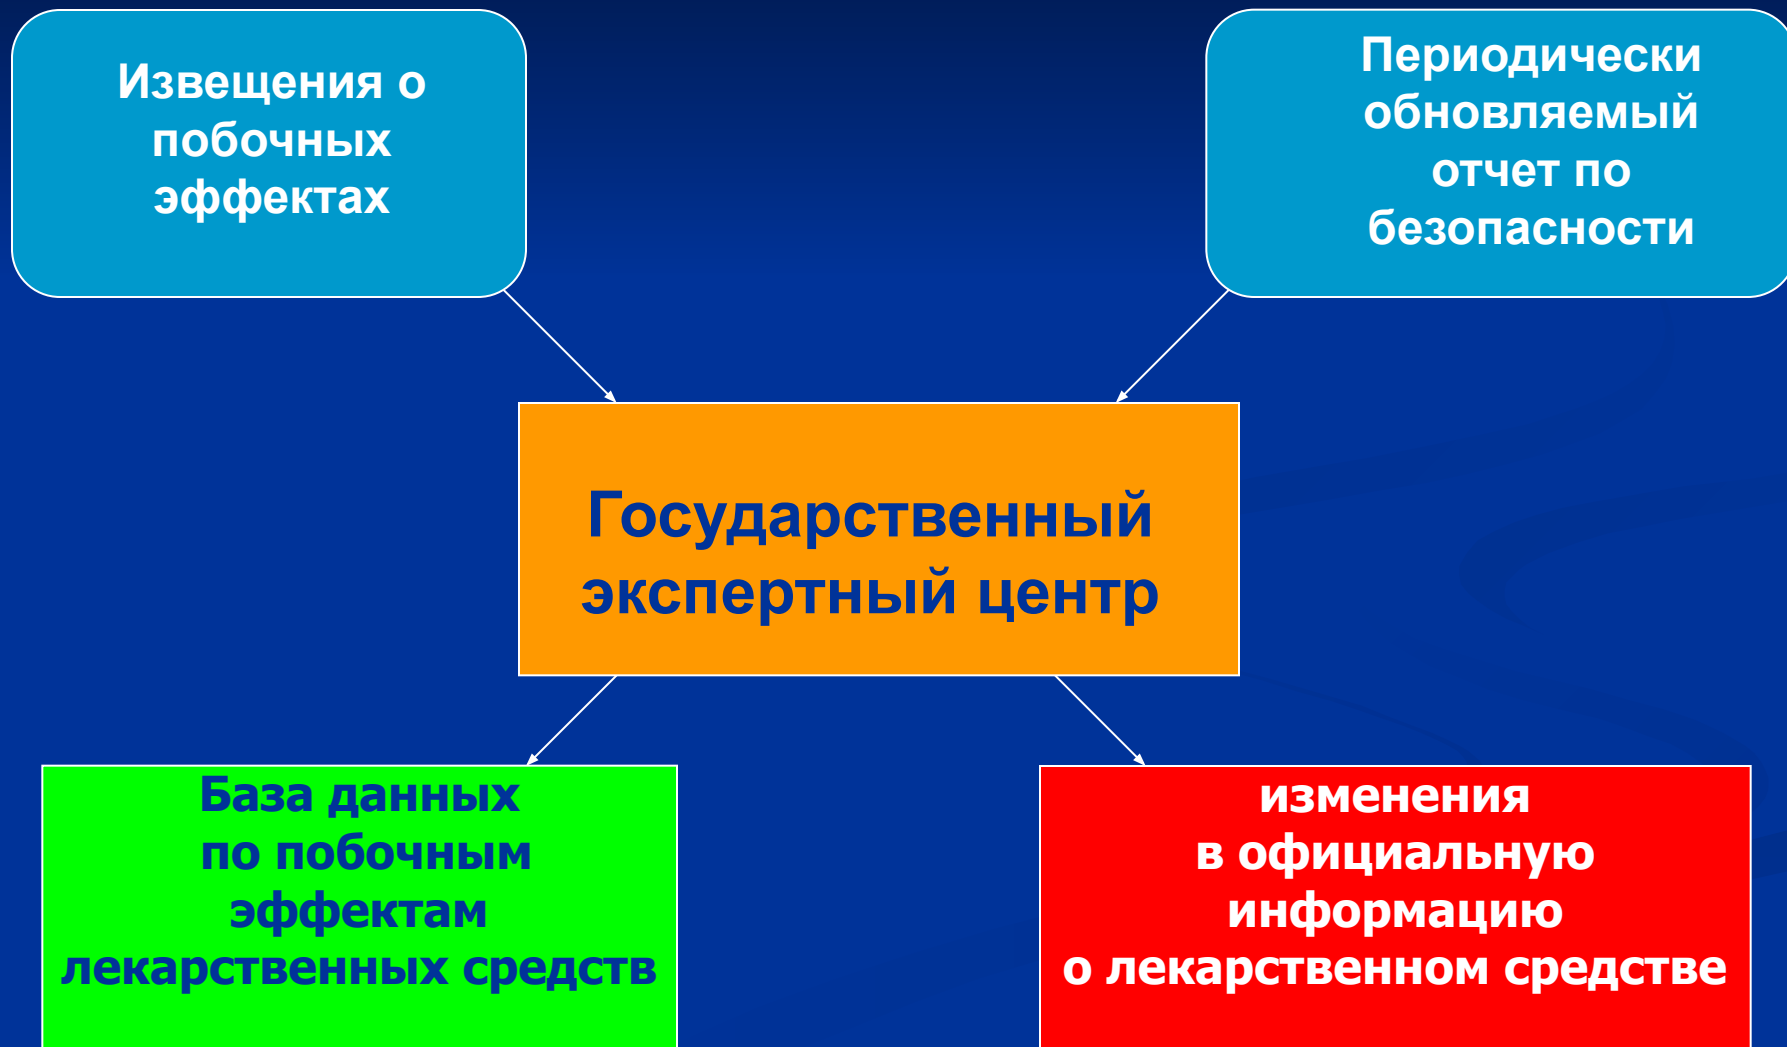 Извещения о
побочных
эффектах
Периодически
обновляемый
отчет по
безопасности
Государственный
экспертный центр
База данных
по побочным
эффектам
лекарственных средств
изменения
в официальную
информацию
о лекарственном средстве